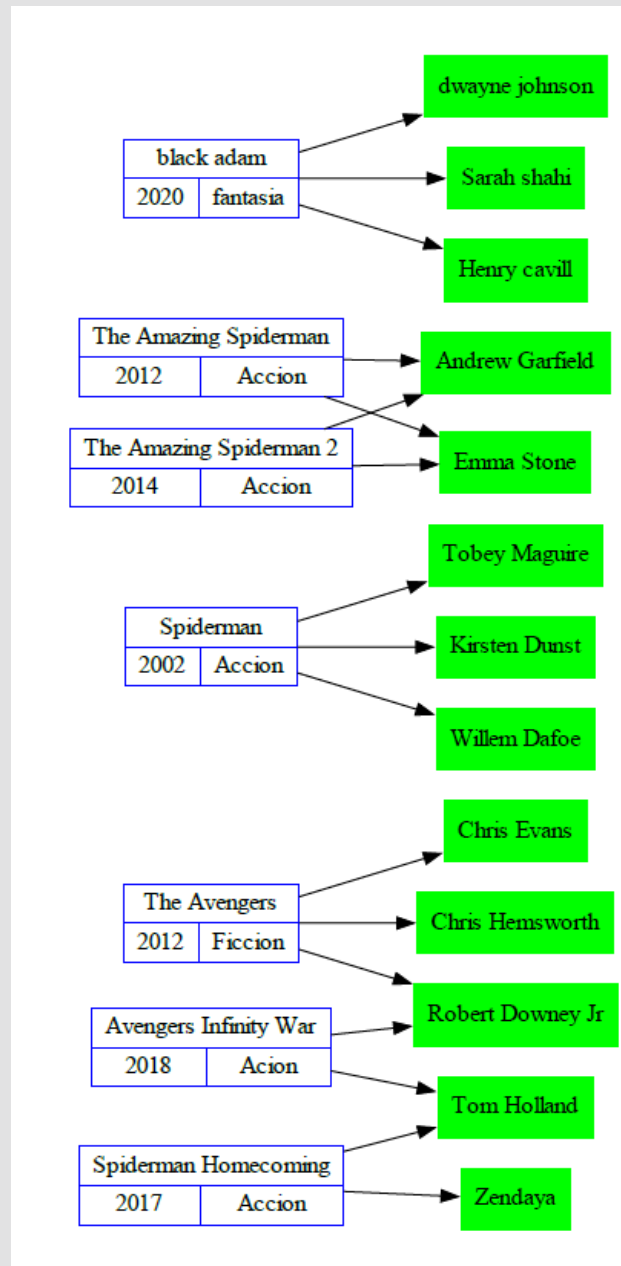 dwayne johnson
black adam
2020 fantasia
Sarah shahi
Henry cavill
The Amazing Spiderman
2012 Accion
Andrew Garfield
The Amazing Spiderman 2
2014 Accion
Emma Stone
Tobey Maguire
Spiderman
2002 Accion
Kirsten Dunst
Willem Dafoe
Chris Evans
The Avengers
2012 Ficcion
Chris Hemsworth
Robert Downey Jr
Avengers Infinity War
2018 Acion
Tom Holland
Spiderman Homecoming
2017 Accion
Zendaya